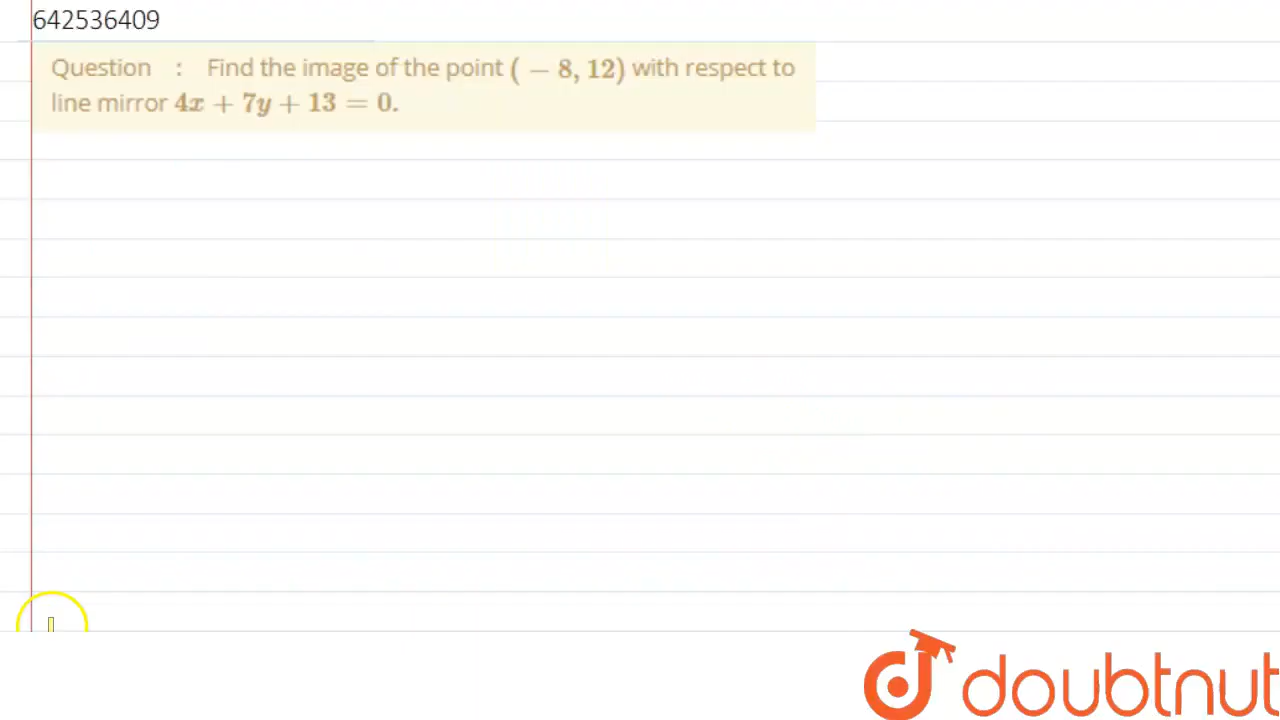 642536409
Question : Find the image of the point (−8, 12) with respect to
line mirror 4x + 7y + 13 = 0.
doubtnut